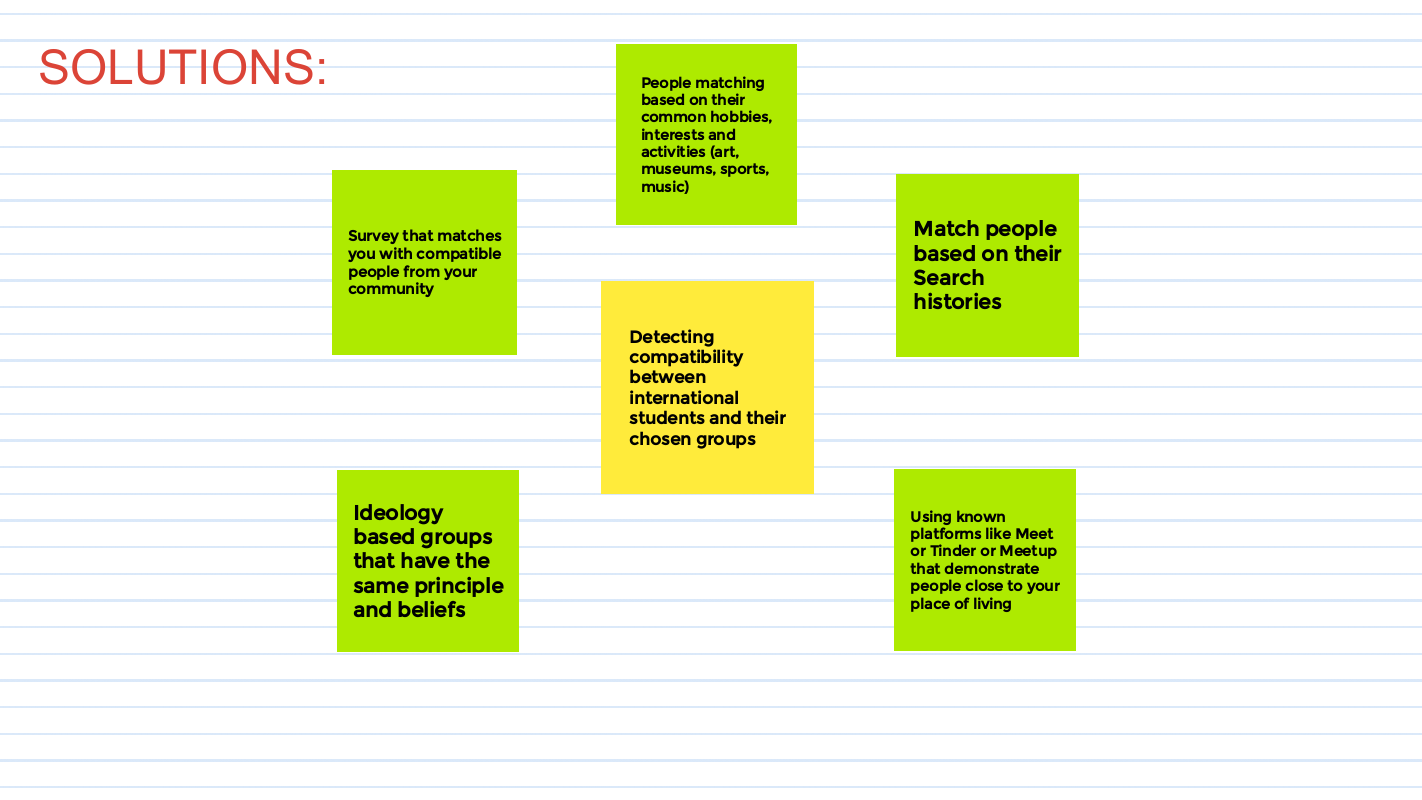 SOLUTIONS:
People matching
based on their
common hobbies,
interests and
activities (art,
museums, sports,
music)
Survey that matches
you with compatible
people from your
community
Match people
based on their
Search
histories
Detecting
compatibility
between
international
students and their
chosen groups
Ideology
based groups
that have the
same principle
and beliefs
Using known
platforms like Meet
or Tinder or Meetup
that demonstrate
people close to your
place of living